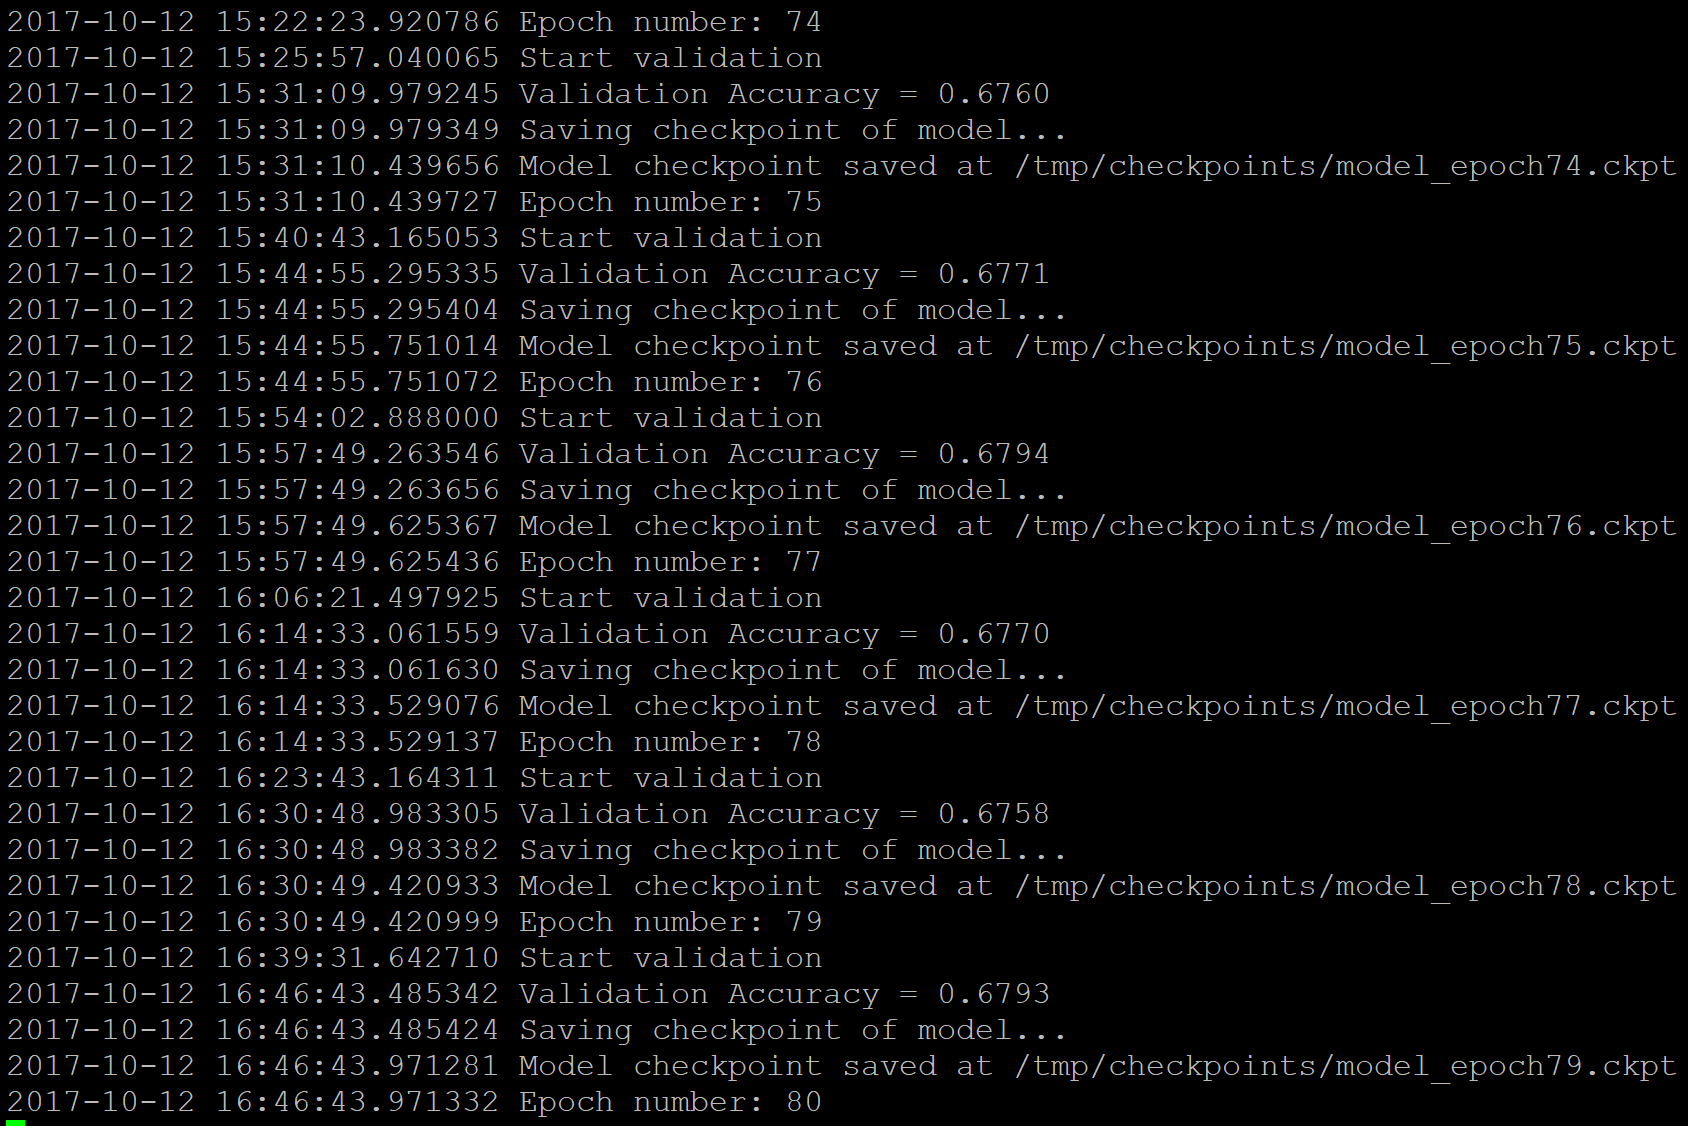 2017-10-12 15:22:23.920786 Epoch number: 74
2017-10-12 15:25:57.040065 Start validation
2017-10-12 15:31:09.979245 Validation Accuracy = 0.6760
2017-10-12 15:31:09.979349 Saving checkpoint of model...
2017-10-12 15:31:10.439656 Model checkpoint saved at /tmp/checkpoints/model_epoch74.ckpt
2017-10-12 15:31:10.439727 Epoch number: 75
2017-10-12 15:40:43.165053 Start validation
2017-10-12 15:44:55.295335 Validation Accuracy = 0.6771
2017-10-12 15:44:55.295404 Saving checkpoint of model...
2017-10-12 15:44:55.751014 Model checkpoint saved at /tmp/checkpoints/model_epoch75.ckpt
2017-10-12 15:44:55.751072 Epoch number: 76
2017-10-12 15:54:02.888000 Start validation
2017-10-12 15:57:49.263546 Validation Accuracy = 0.6794
2017-10-12 15:57:49.263656 Saving checkpoint of model...
2017-10-12 15:57:49.625367 Model checkpoint saved at /tmp/checkpoints/model_epoch76.ckpt
2017-10-12 15:57:49.625436 Epoch number: 77
2017-10-12 16:06:21.497925 Start validation
2017-10-12 16:14:33.061559 Validation Accuracy = 0.6770
2017-10-12 16:14:33.061630 Saving checkpoint of model...
2017-10-12 16:14:33.529076 Model checkpoint saved at /tmp/checkpoints/model_epoch77.ckpt
2017-10-12 16:14:33.529137 Epoch number: 78
2017-10-12 16:23:43.164311 Start validation
2017-10-12 16:30:48.983305 Validation Accuracy = 0.6758
2017-10-12 16:30:48.983382 Saving checkpoint of model...
2017-10-12 16:30:49.420933 Model checkpoint saved at /tmp/checkpoints/model_epoch78.ckpt
2017-10-12 16:30:49.420999 Epoch number: 79
2017-10-12 16:39:31.642710 Start validation
2017-10-12 16:46:43.485342 Validation Accuracy = 0.6793
2017-10-12 16:46:43.485424 Saving checkpoint of model...
2017-10-12 16:46:43.971281 Model checkpoint saved at /tmp/checkpoints/model_epoch79.ckpt
2017-10-12 16:46:43.971332 Epoch number: 80